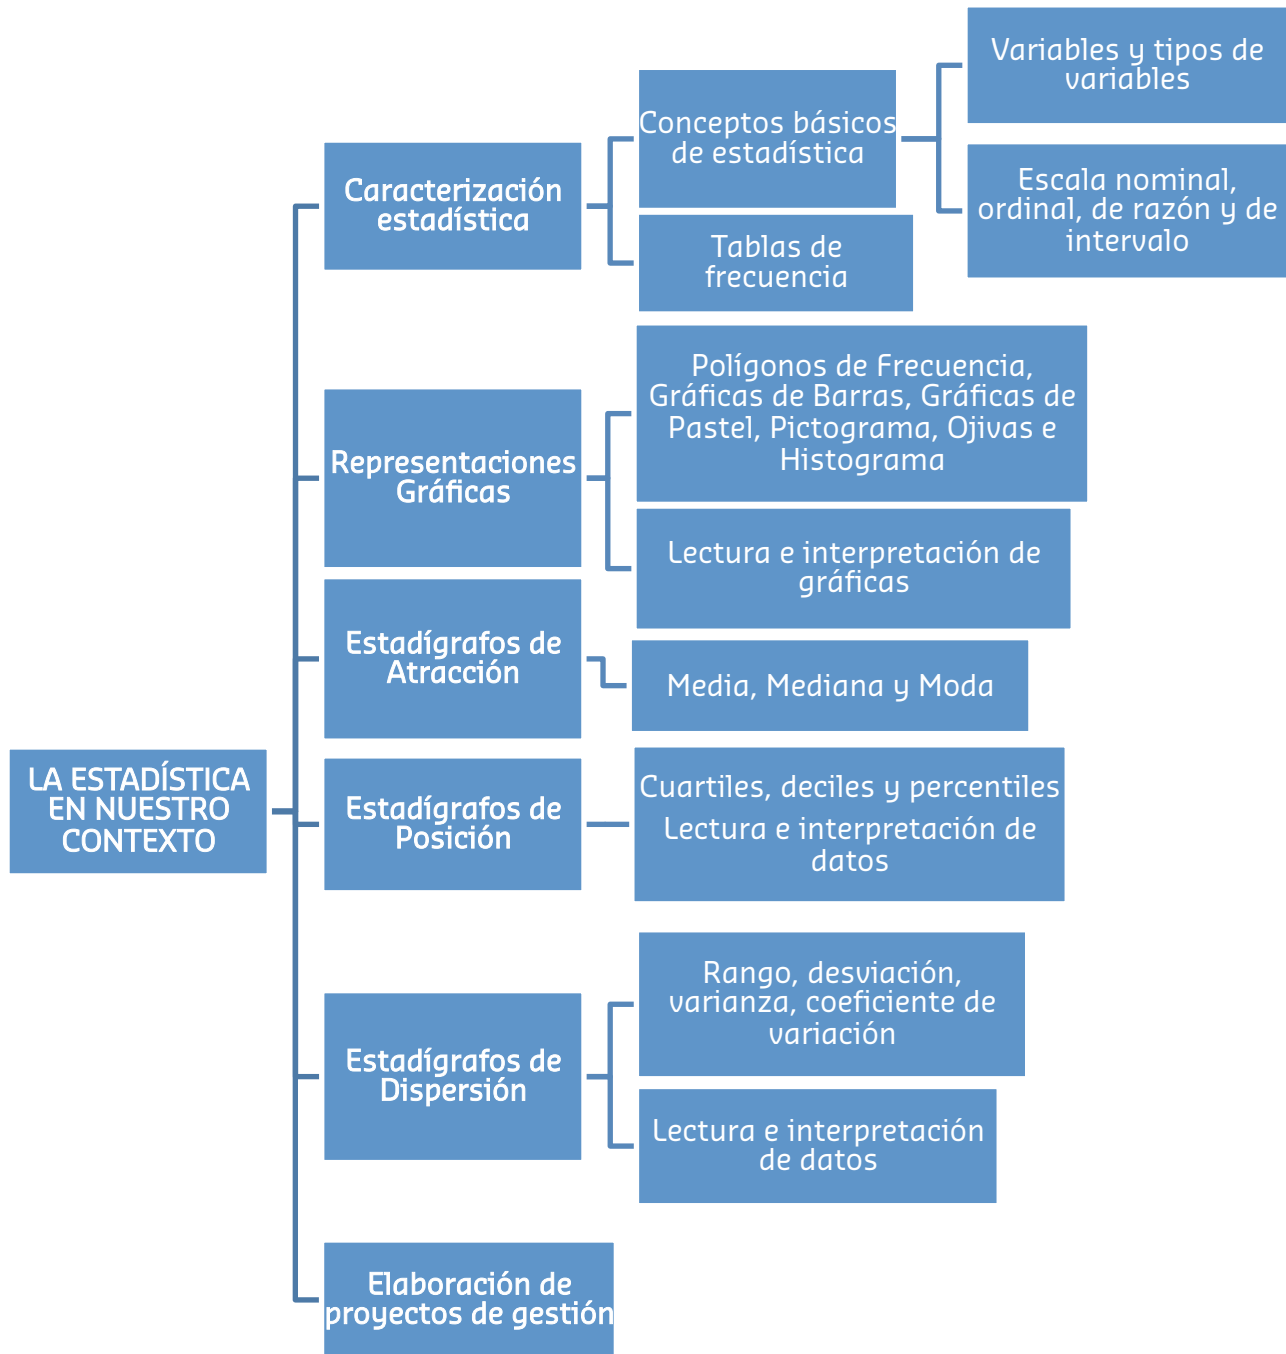 LA ESTADÍSTICA
EN NUESTRO
CONTEXTO
Caracterización
estadística
Conceptos básicos
de estadística
Variables y tipos de
variables
Escala nominal,
ordinal, de razón y de
intervalo
Tablas de
frecuencia
Representaciones
Gráficas
Polígonos de Frecuencia,
Gráficas de Barras, Gráficas de
Pastel, Pictograma, Ojivas e
Histograma
Lectura e interpretación de
gráficas
Estadígrafos de
Atracción
Media, Mediana y Moda
Estadígrafos de
Posición
Cuartiles, deciles y percentiles
Lectura e interpretación de
datos
Estadígrafos de
Dispersión
Rango, desviación,
varianza, coeficiente de
variación
Lectura e interpretación
de datos
Elaboración de
proyectos de gestión